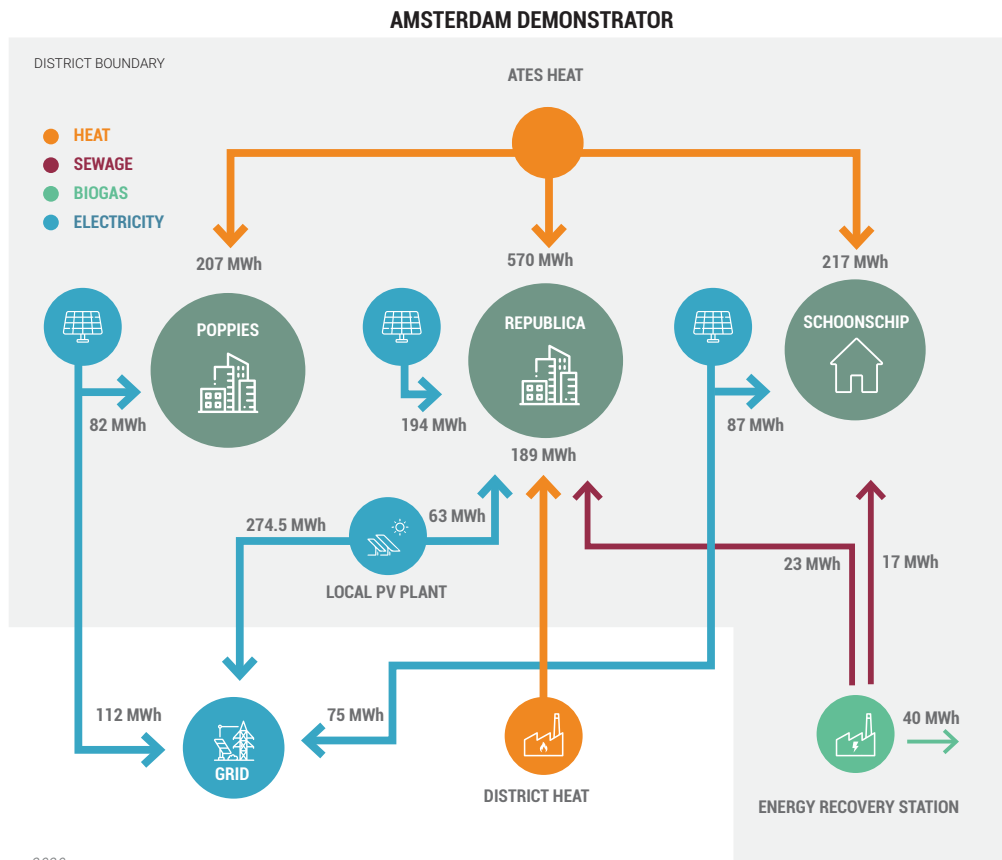 AMSTERDAM DEMONSTRATOR
DISTRICT BOUNDARY
ATES HEAT
HEAT
SEWAGE
BIOGAS
ELECTRICITY
207 MWh
570 MWh
217 MWh
POPPIES
REPUBLICA
SCHOONSCHIP
82 MWh
194 MWh
87 MWh
189 MWh
274.5 MWh
63 MWh
LOCAL PV PLANT
23 MWh
17 MWh
112 MWh
75 MWh
40 MWh
GRID
DISTRICT HEAT
ENERGY RECOVERY STATION